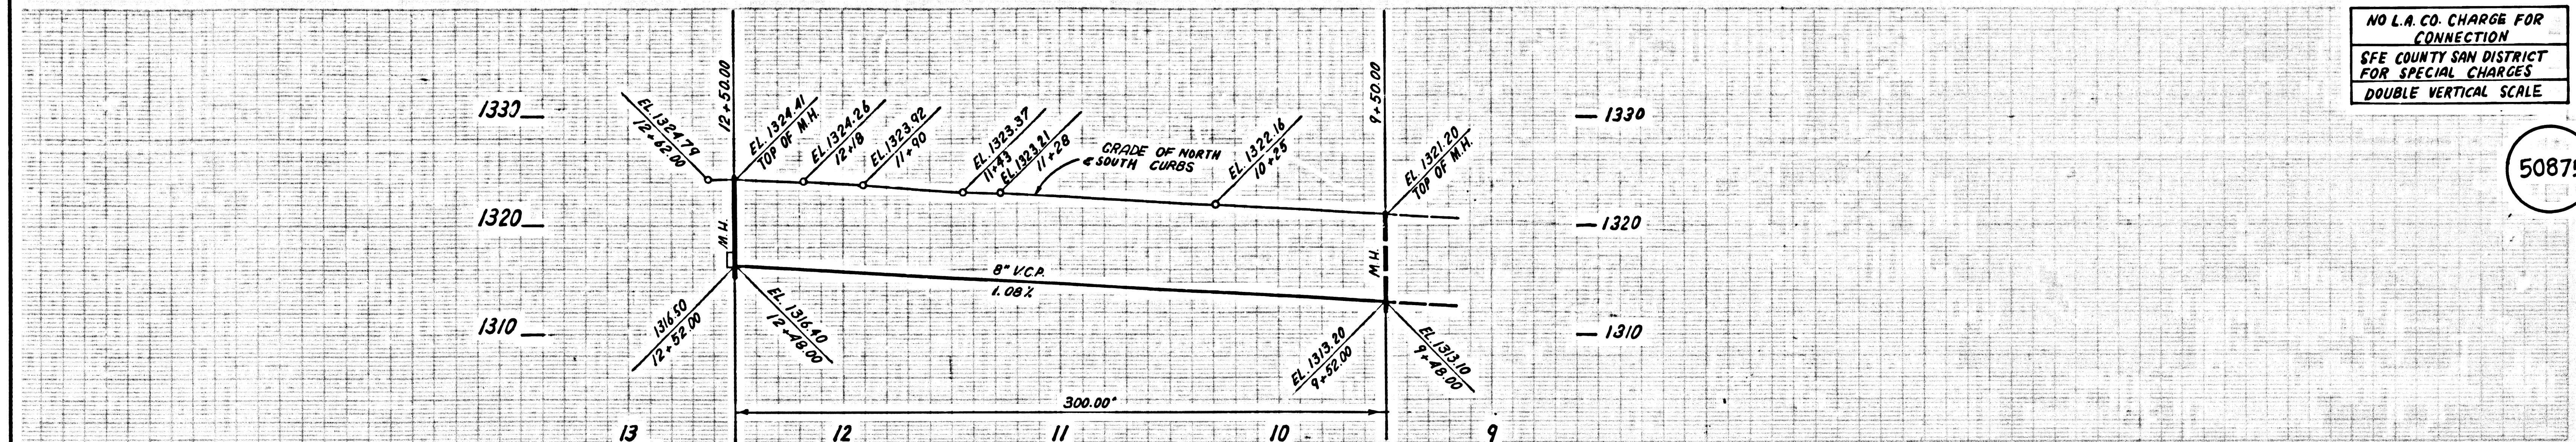 NO L.A. CO. CHARGE FOR
CONNECTION
SFE COUNTY SAN DISTRICT
FOR SPECIAL CHARGES
DOUBLE VERTICAL SCALE
5087
1330
1320
1310
EL. 1324.79
12+62.00
12+50.00
EL. 1324.41
TOP OF M.H.
EL. 1324.26
12+18
EL. 1323.92
11+90
EL. 1323.37
11+43
EL. 1323.21
11+28
GRADE OF NORTH
& SOUTH CURBS
EL. 1322.16
10+25
9+50.00
EL. 1321.20
TOP OF M.H.
1330
1320
1310
M.H.
M.H.
8" V.C.P.
1.08%
1316.50
12+52.00
EL. 1316.40
12+48.00
EL. 1313.20
9+52.00
EL. 1313.10
9+48.00
300.00'
13 12 11 10 9